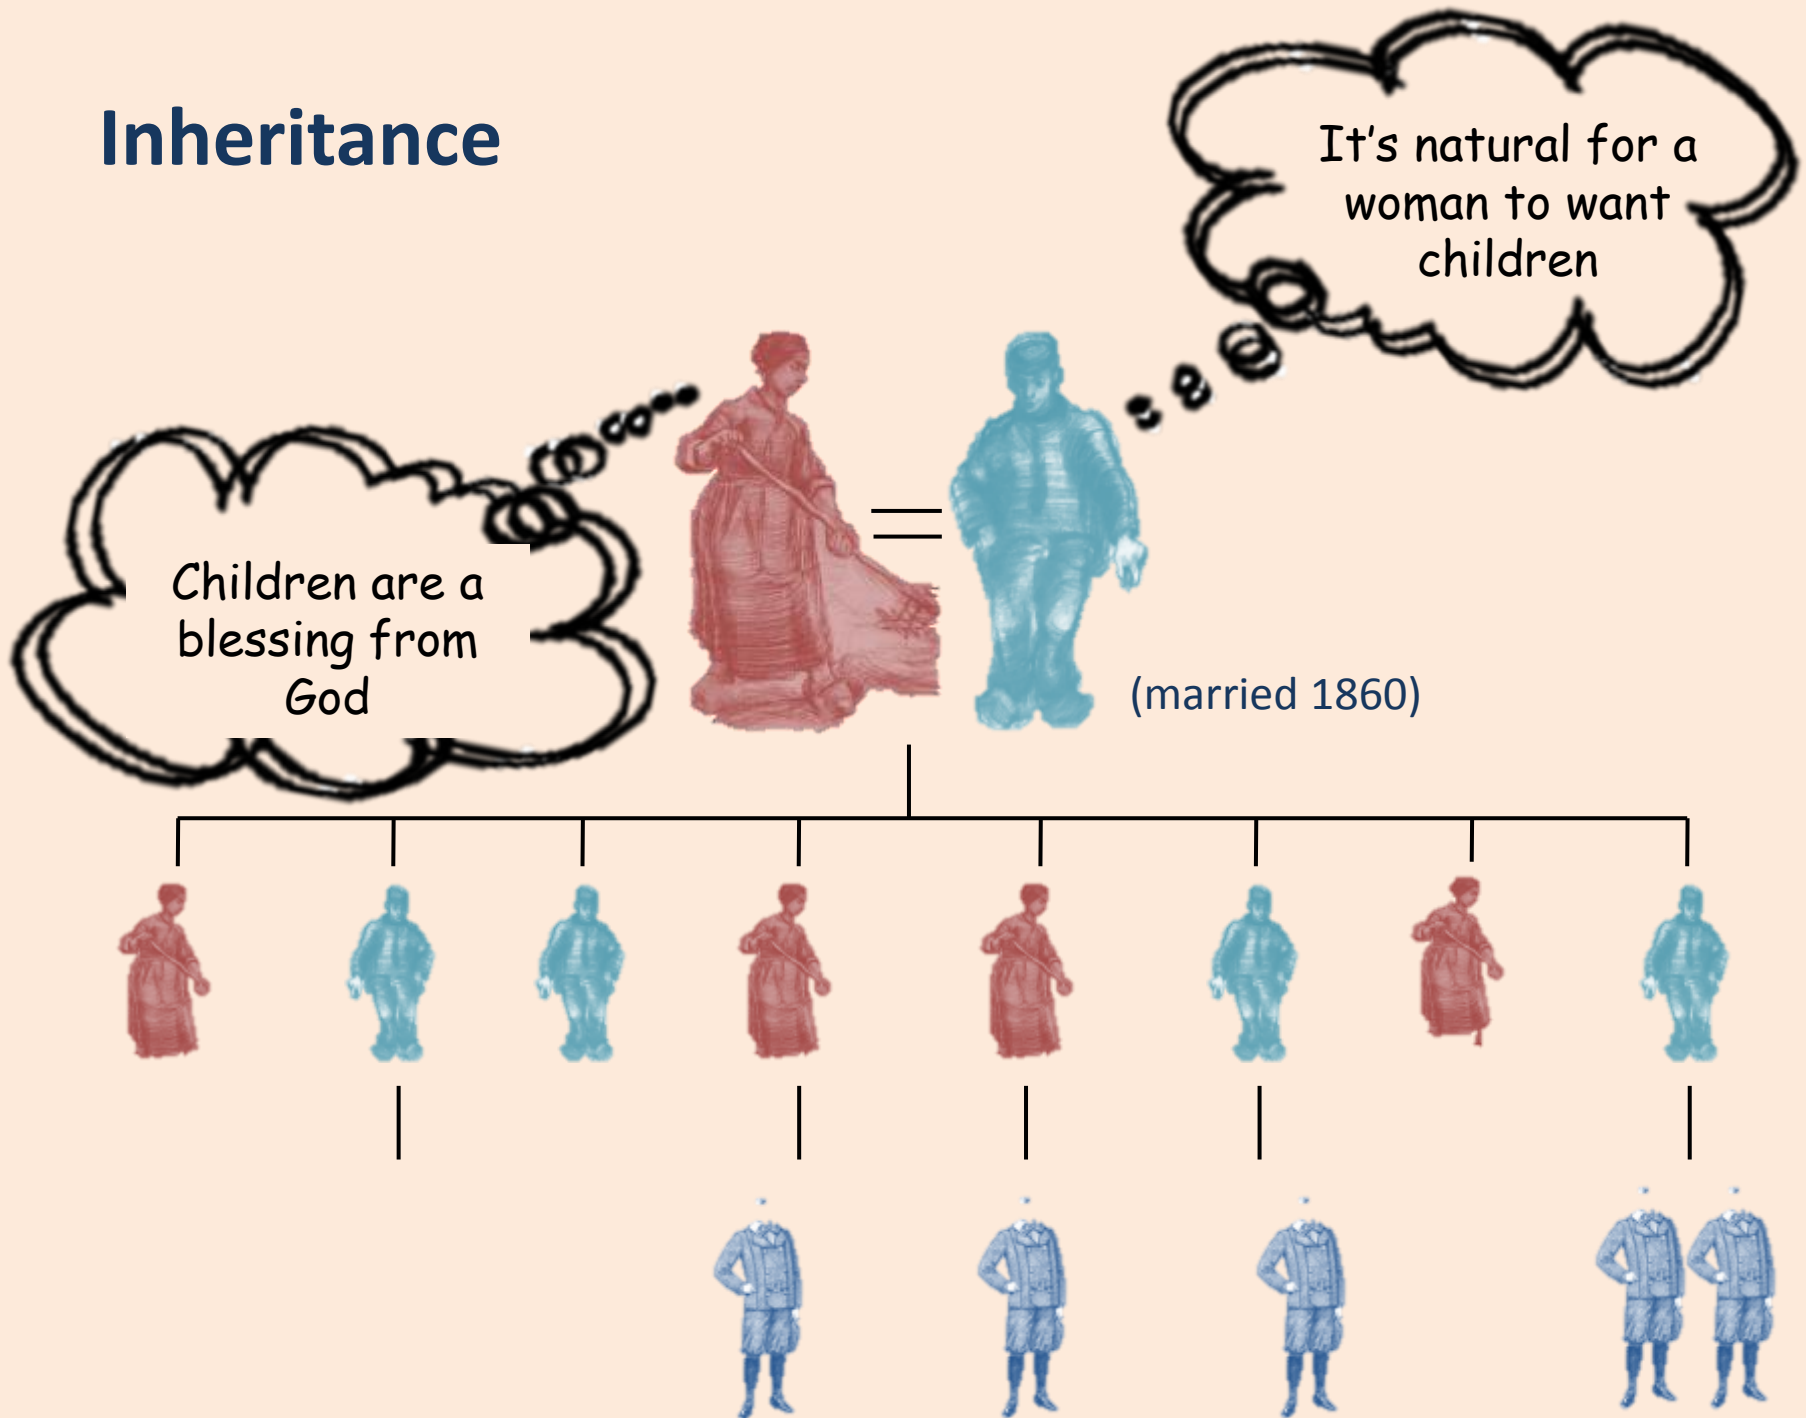 Inheritance
It's natural for a
woman to want
children
Children are a
blessing from
God
(married 1860)